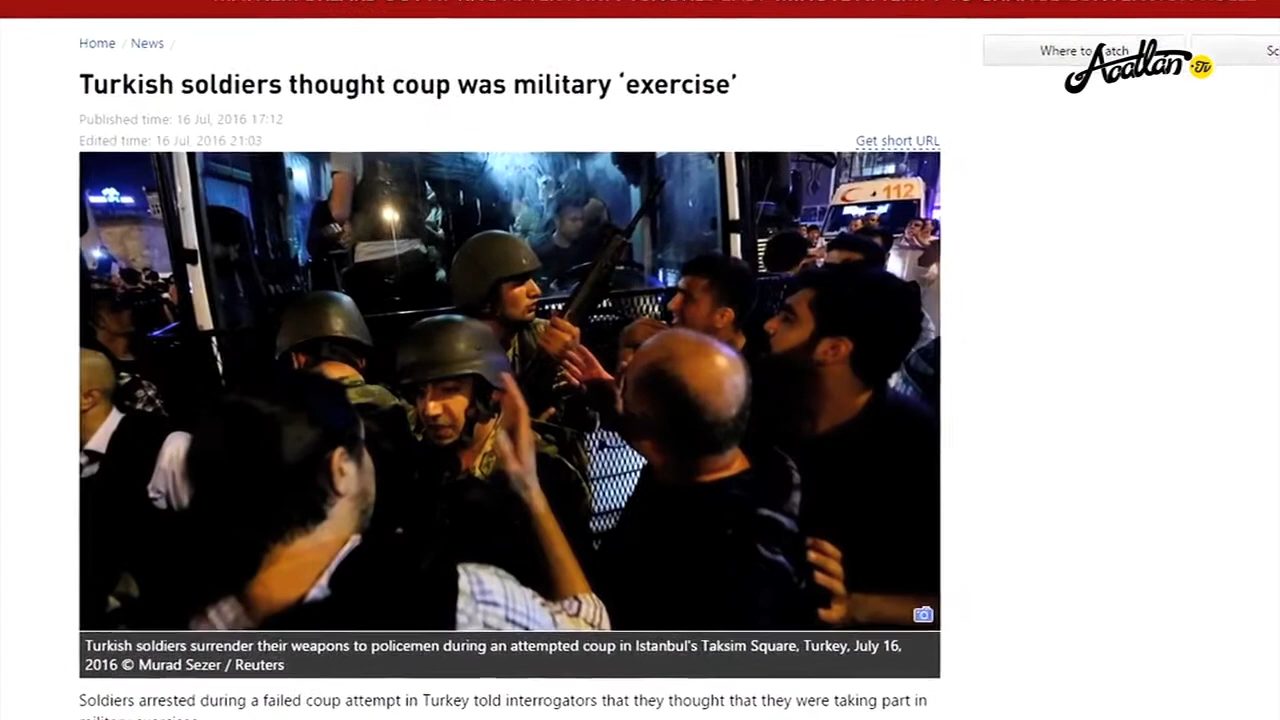 Home / News /
Where to
Sc
Acatlán.Tv
Turkish soldiers thought coup was military ‘exercise’
Published time: 16 Jul, 2016 17:12
Edited time: 16 Jul, 2016 21:03
Get short URL
112
Turkish soldiers surrender their weapons to policemen during an attempted coup in Istanbul's Taksim Square, Turkey, July 16,
2016 © Murad Sezer / Reuters
Soldiers arrested during a failed coup attempt in Turkey told interrogators that they thought that they were taking part in